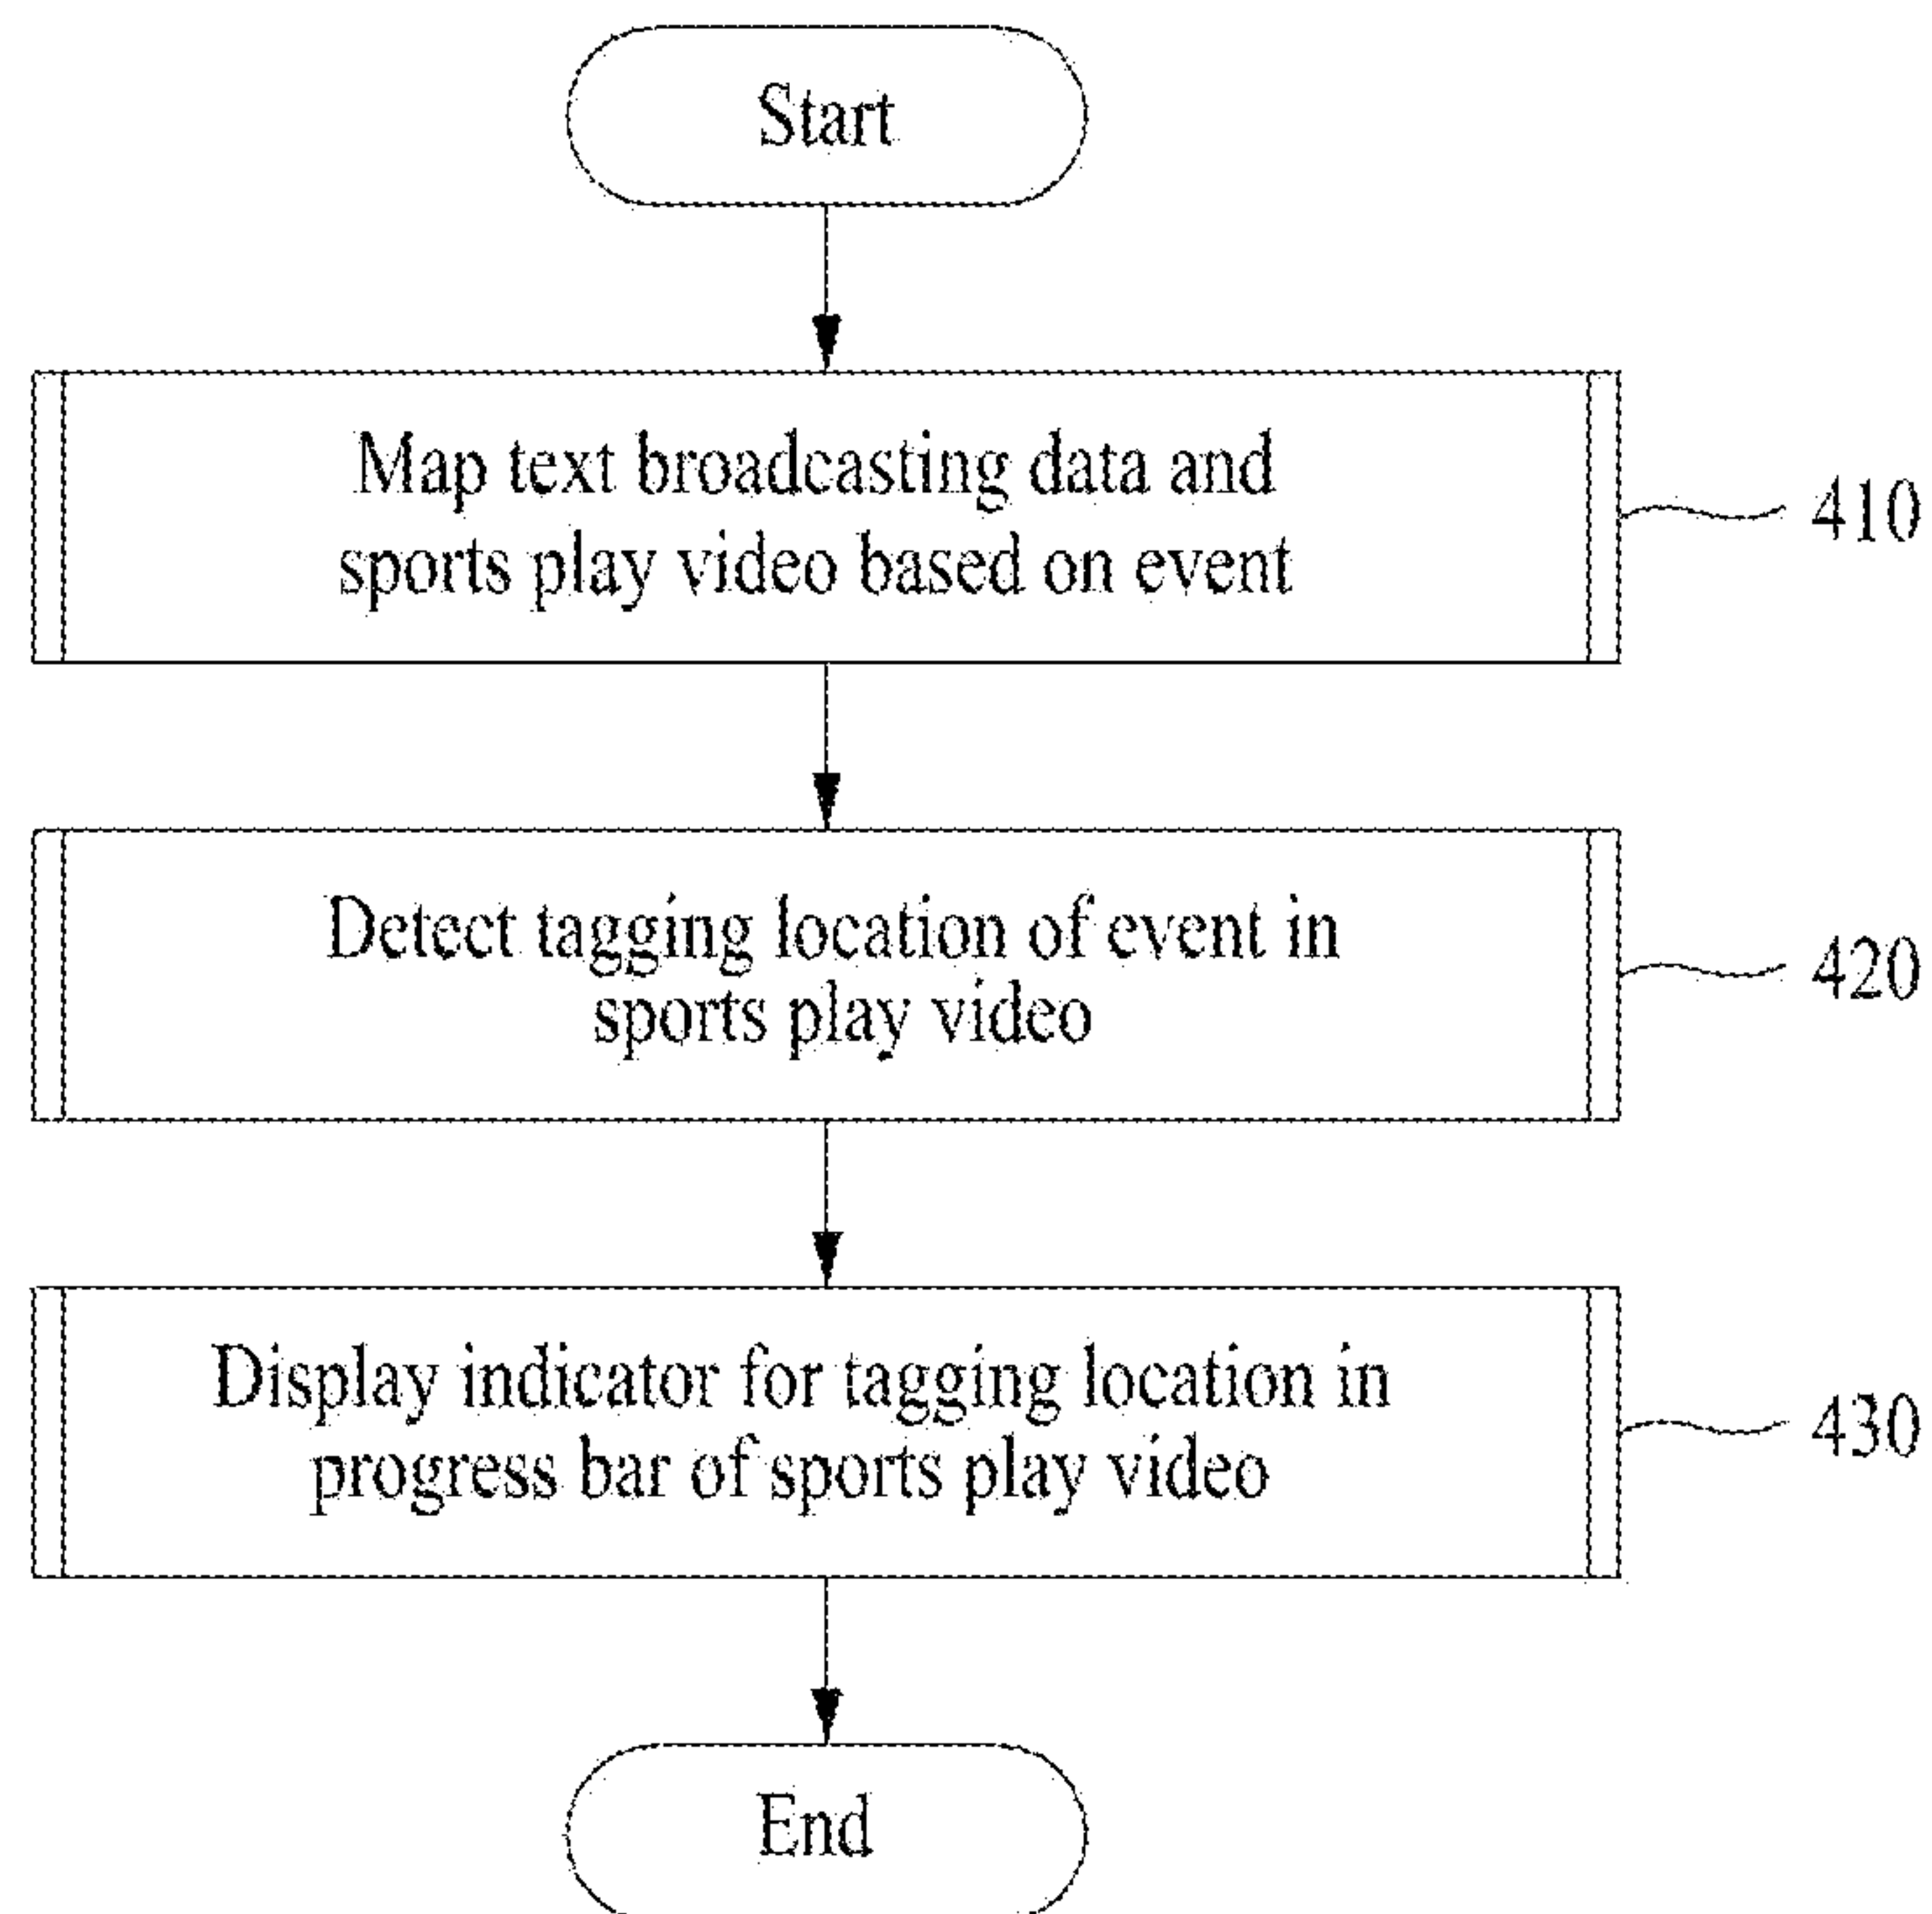 Start
Map text broadcasting data and
sports play video based on event
410
Detect tagging location of event in
sports play video
420
Display indicator for tagging location in
progress bar of sports play video
430
End